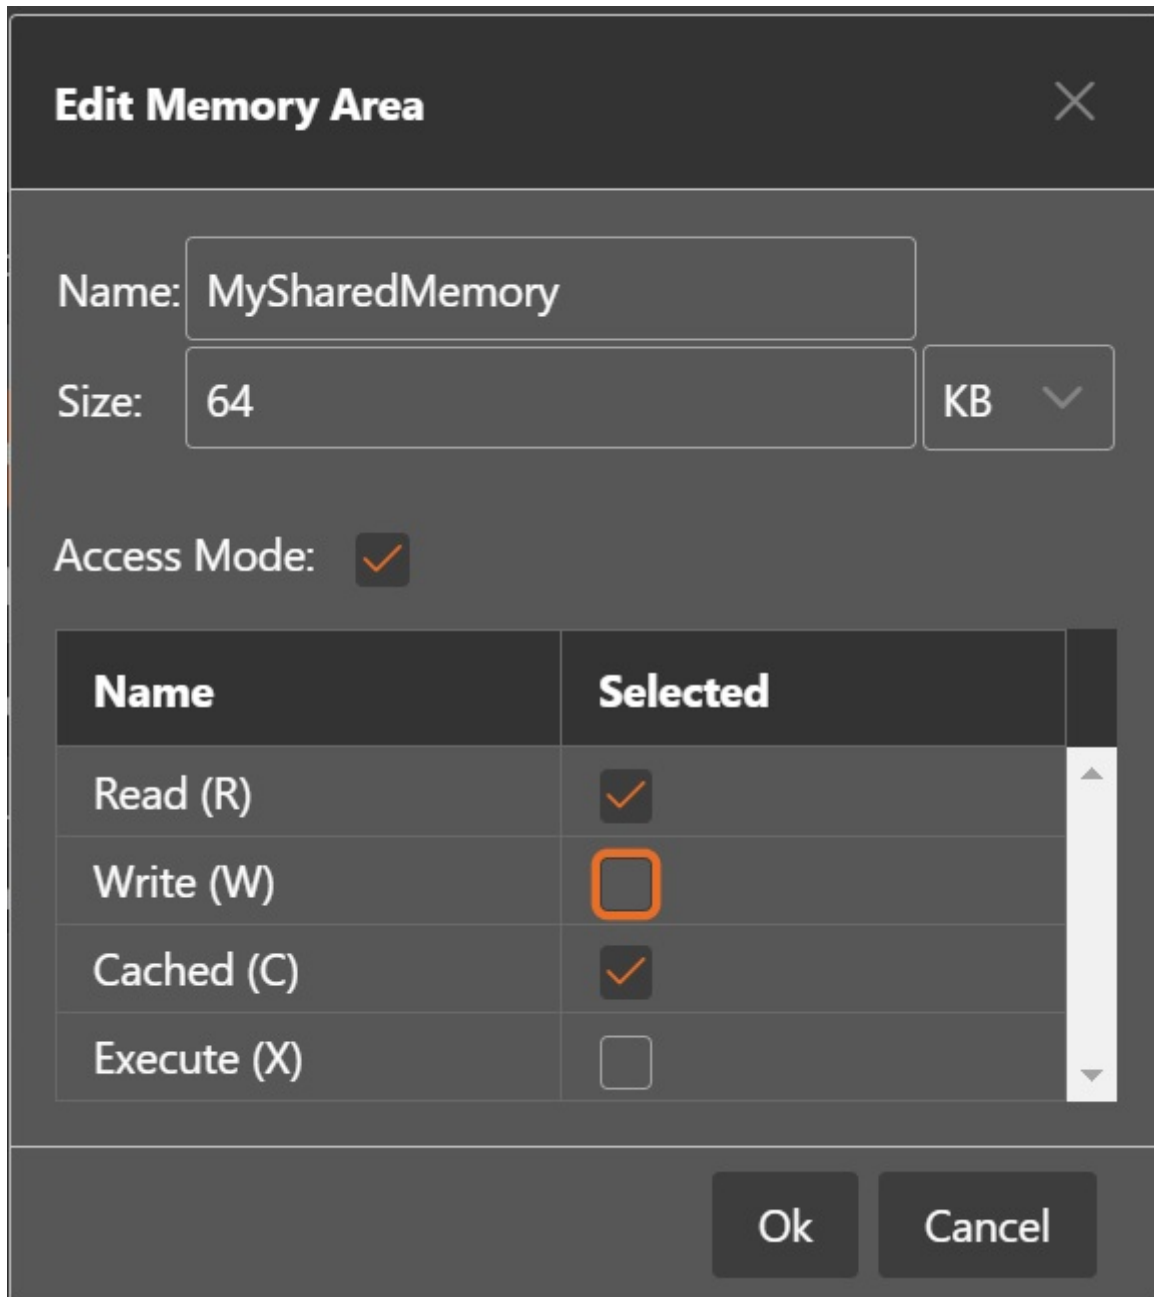 Edit Memory Area
Name: MySharedMemory
Size: 64 KB
Access Mode:
Name Selected
Read (R)
Write (W)
Cached (C)
Execute (X)
Ok Cancel